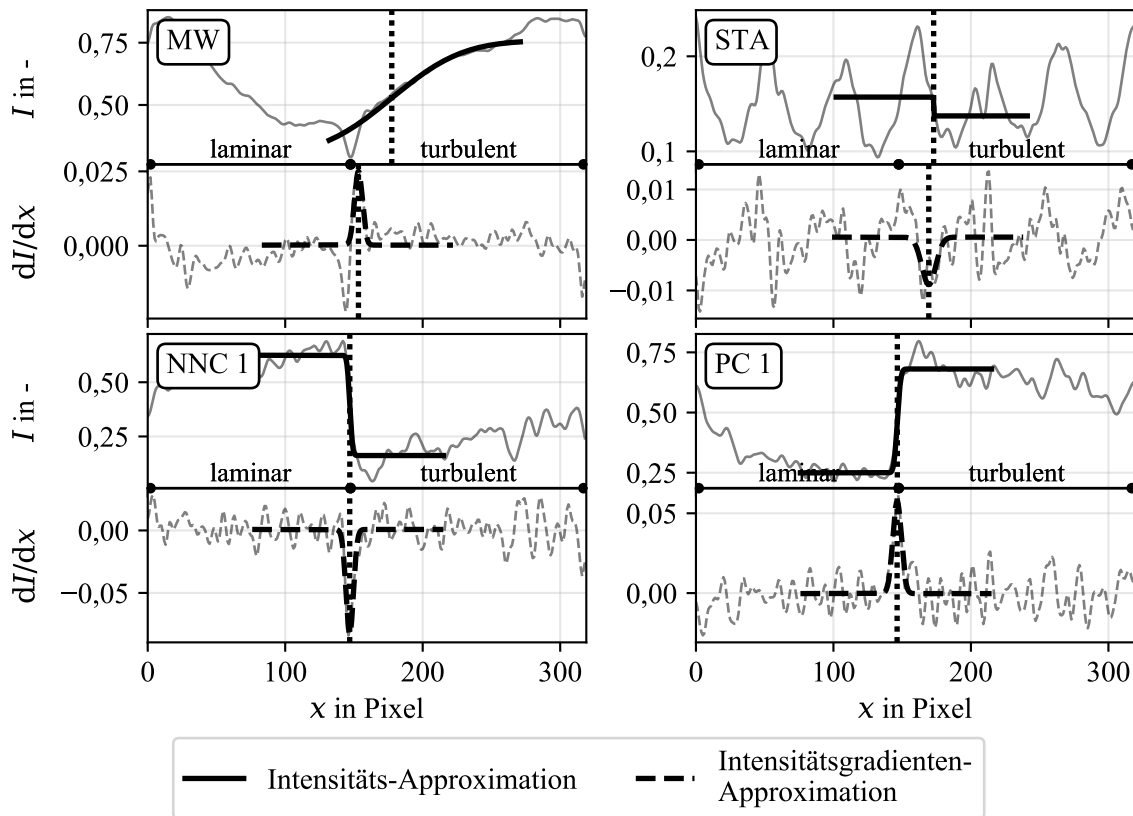 MW
STA
I in -
0,75
0,50
0,2
0,1
laminar
turbulent
laminar
turbulent
dI/dx
0,025
0,000
0,01
0,00
−0,01
NNC 1
PC 1
I in -
0,50
0,25
0,75
0,50
0,25
laminar
turbulent
laminar
turbulent
dI/dx
0,00
−0,05
0,05
0,00
0
100
200
300
0
100
200
300
x in Pixel
x in Pixel
Intensitäts-Approximation
Intensitätsgradienten-
Approximation